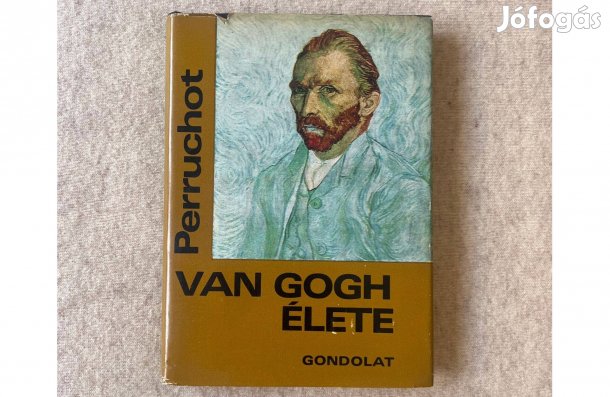 Jófogás
Perruchot
VAN GOGH
ÉLETE
GONDOLAT